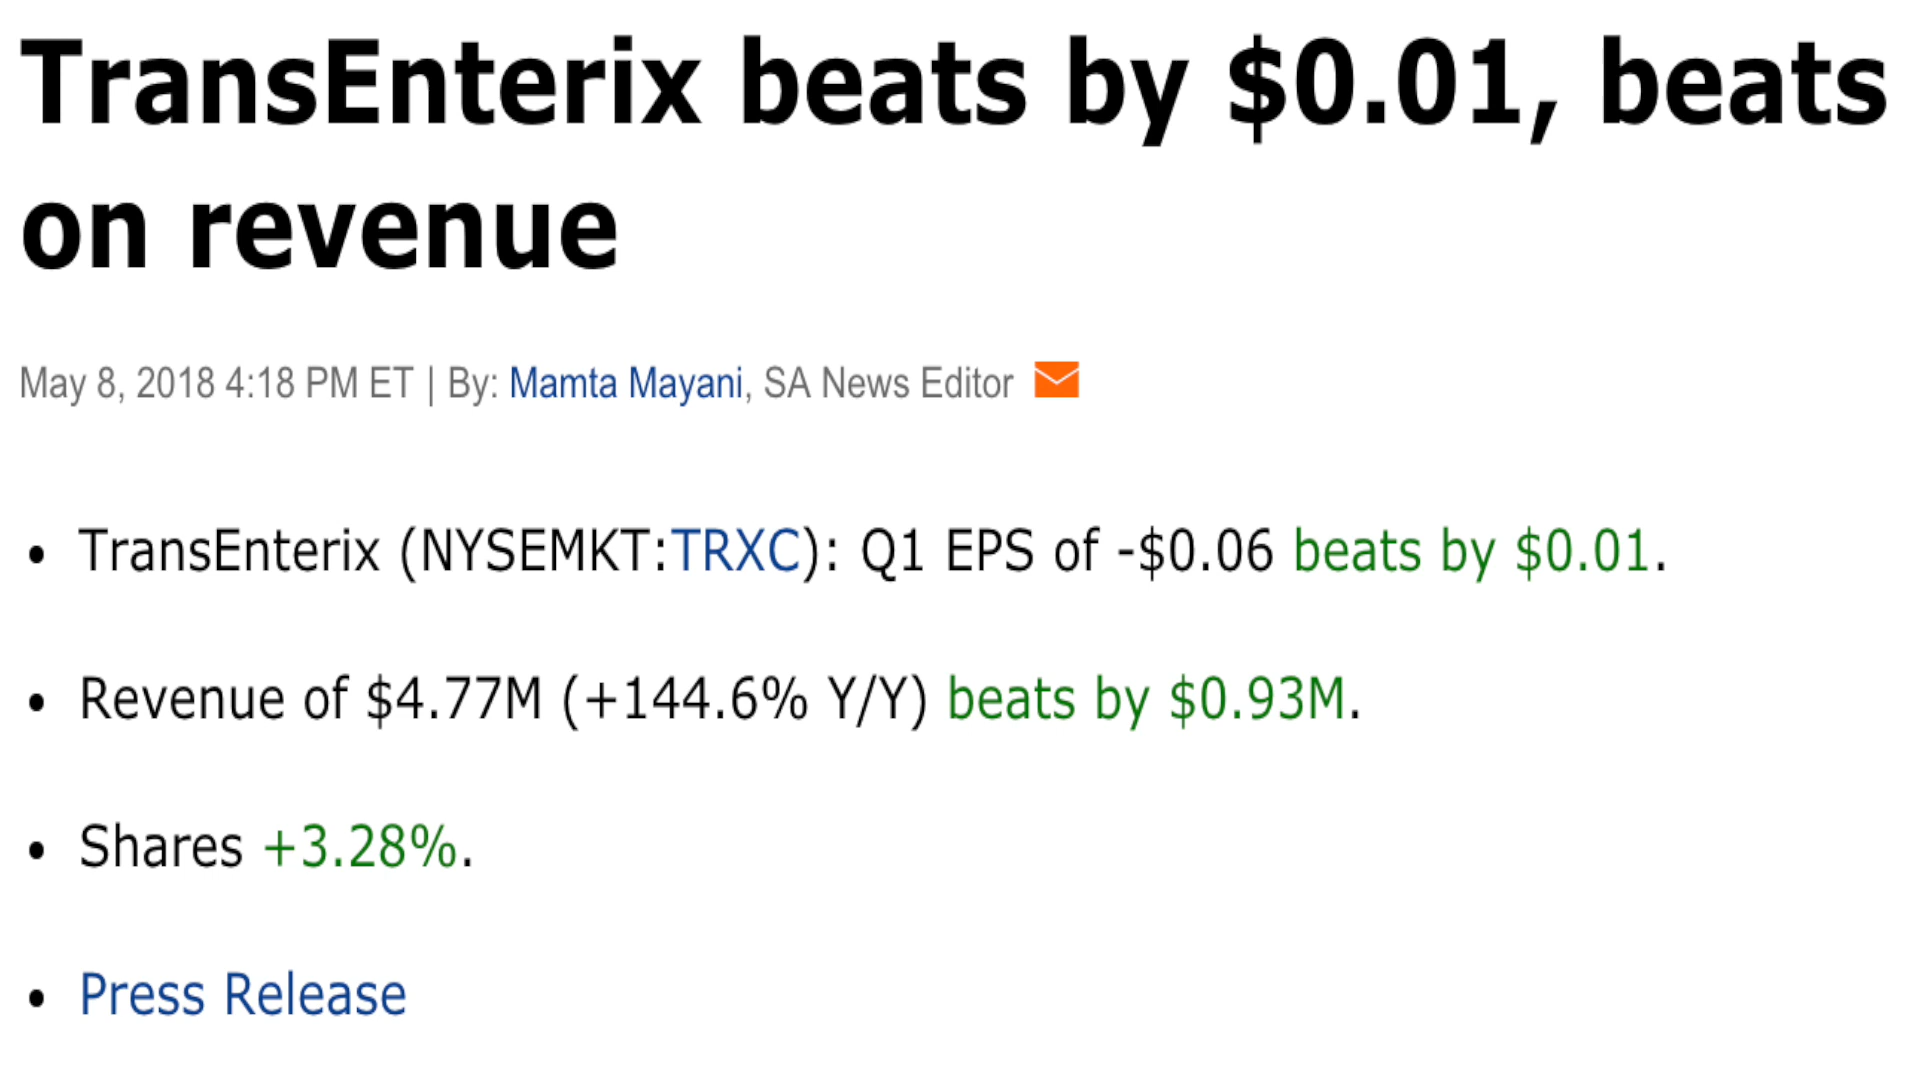 TransEnterix beats by $0.01, beats
on revenue
May 8, 2018 4:18 PM ET | By: Mamta Mayani, SA News Editor
• TransEnterix (NYSEMKT:TRXC): Q1 EPS of -$0.06 beats by $0.01.
• Revenue of $4.77M (+144.6% Y/Y) beats by $0.93M.
• Shares +3.28%.
• Press Release